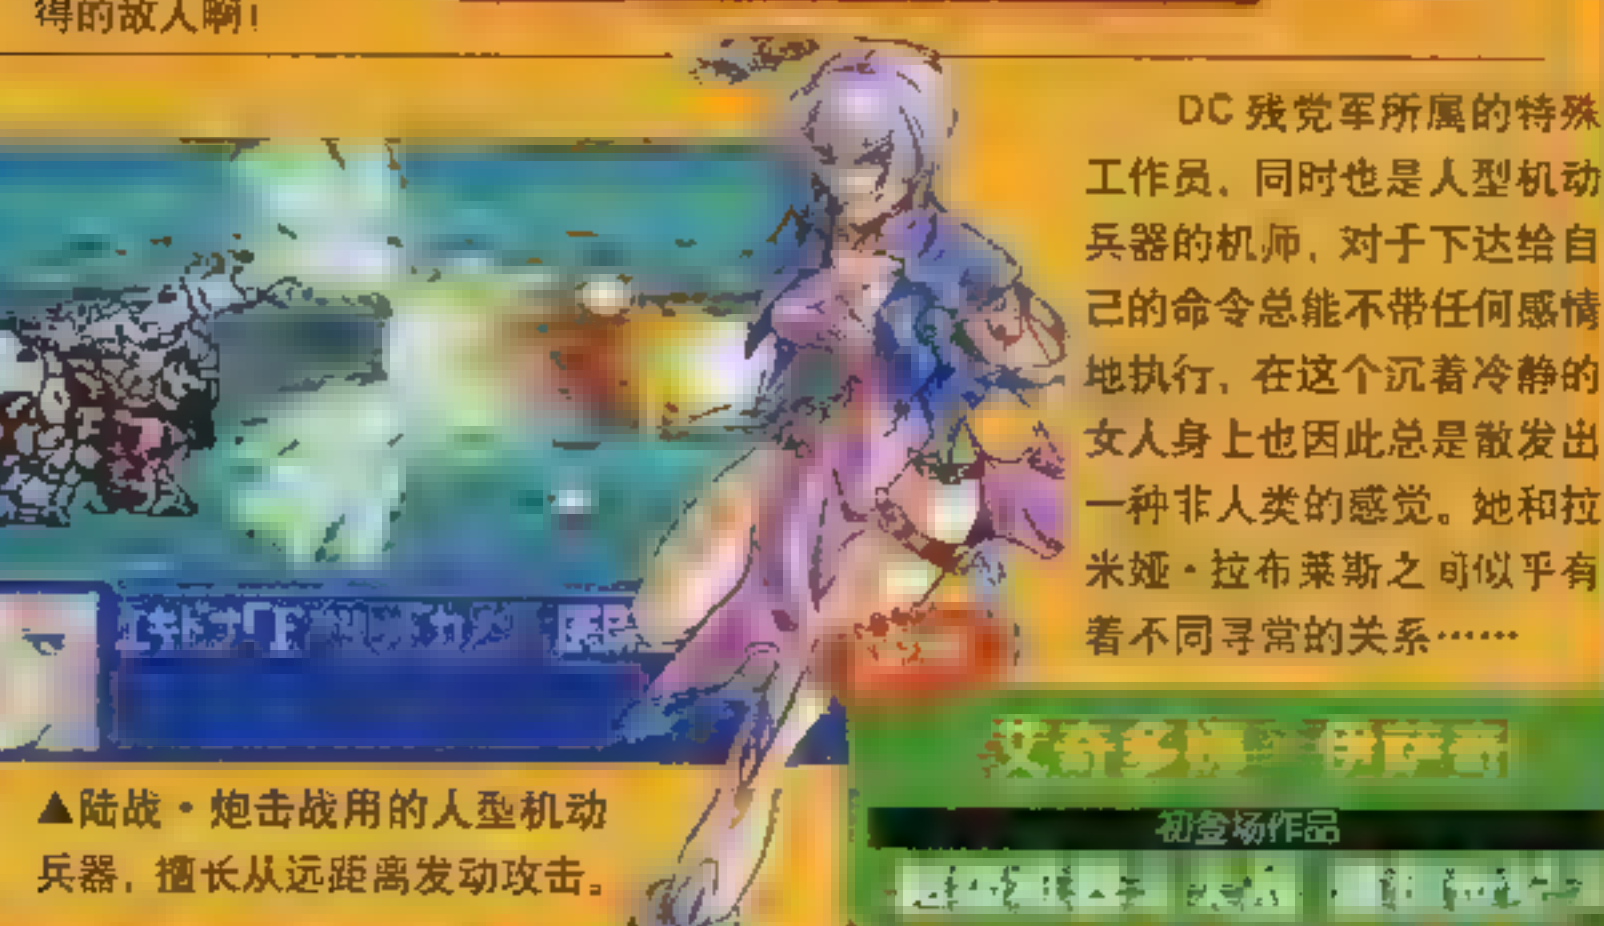 得的敌人啊！
DC 残党军所属的特殊
工作员，同时也是人型机动
兵器的机师，对于下达给自
己的命令总能不带任何感情
地执行，在这个沉着冷静的
女人身上也因此总是散发出
一种非人类的感觉。她和拉
米娅·拉布莱斯之间似乎有
着不同寻常的关系……
▲陆战·炮击战用的人型机动
兵器，擅长从远距离发动攻击。
初登场作品